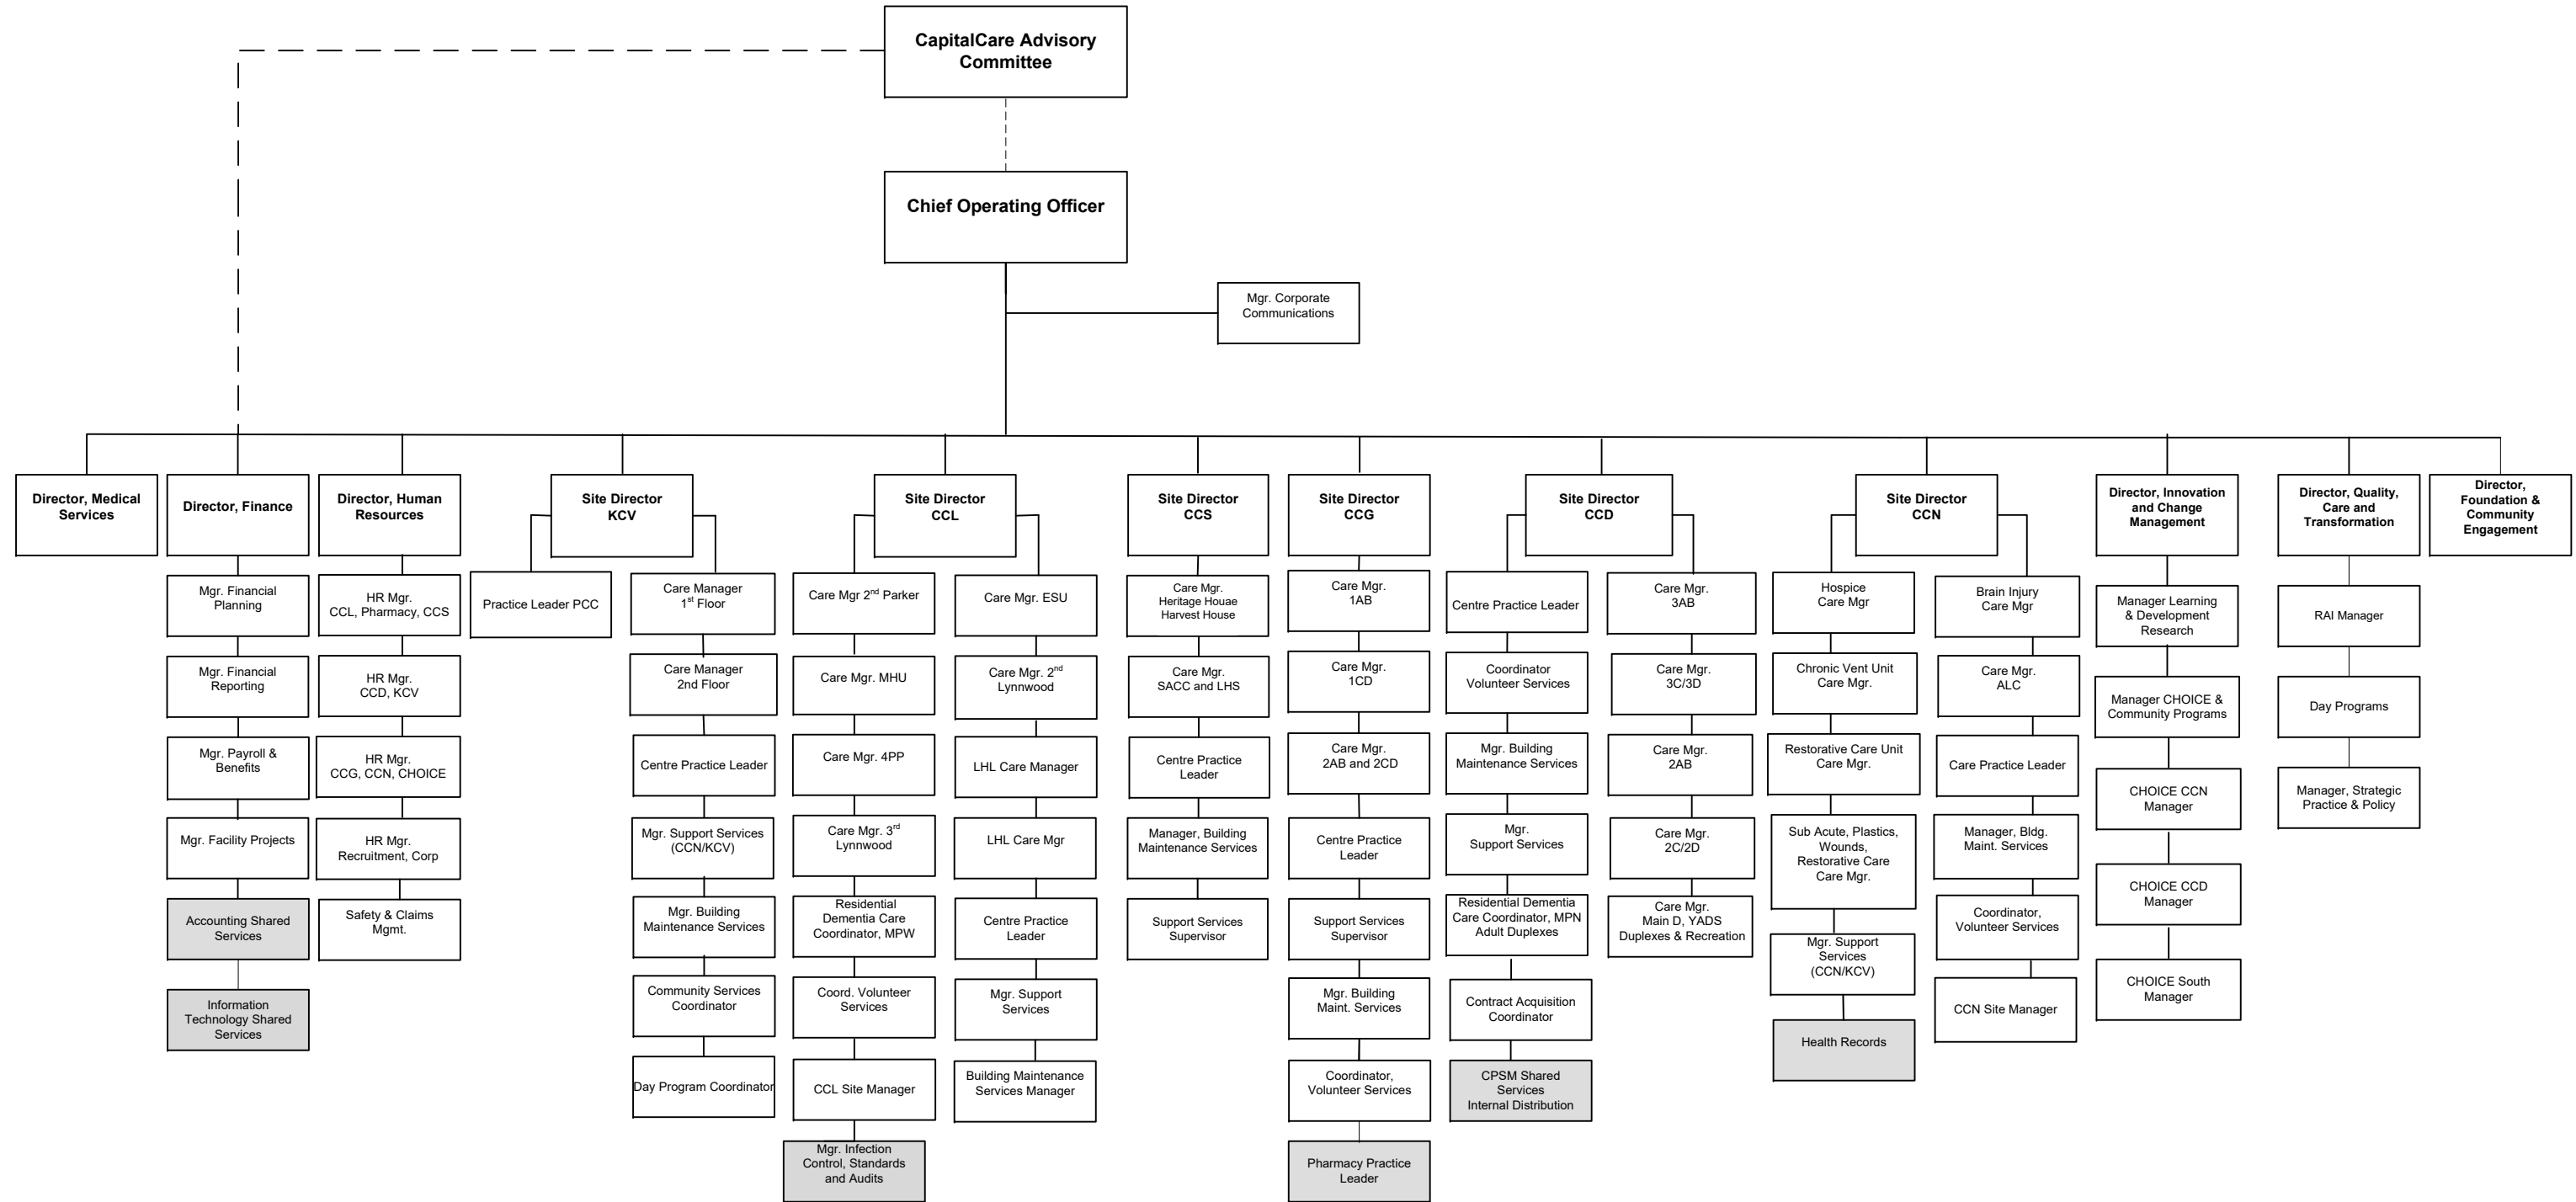 CapitalCare Advisory
Committee
Chief Operating Officer
Mgr. Corporate
Communications
Director, Medical
Services
Director, Finance
Mgr. Financial
Planning
Mgr. Financial
Reporting
Mgr. Payroll &
Benefits
Mgr. Facility Projects
Accounting Shared
Services
Information
Technology Shared
Services
Director, Human
Resources
HR Mgr.
CCL, Pharmacy, CCS
HR Mgr.
CCD, KCV
HR Mgr.
CCG, CCN, CHOICE
HR Mgr.
Recruitment, Corp
Safety & Claims
Mgmt.
Site Director
KCV
Practice Leader PCC
Care Manager
1st Floor
Care Manager
2nd Floor
Centre Practice Leader
Mgr. Support Services
(CCN/KCV)
Mgr. Building
Maintenance Services
Community Services
Coordinator
Day Program Coordinator
Site Director
CCL
Care Mgr 2nd Parker
Care Mgr. MHU
Care Mgr. 4PP
Care Mgr. 3rd
Lynnwood
Residential
Dementia Care
Coordinator, MPW
Coord. Volunteer
Services
CCL Site Manager
Mgr. Infection
Control, Standards
and Audits
Care Mgr. ESU
Care Mgr. 2nd
Lynnwood
LHL Care Manager
LHL Care Mgr
Centre Practice
Leader
Mgr. Support
Services
Building Maintenance
Services Manager
Site Director
CCS
Care Mgr.
Heritage Houae
Harvest House
Care Mgr.
SACC and LHS
Centre Practice
Leader
Manager, Building
Maintenance Services
Support Services
Supervisor
Site Director
CCG
Care Mgr.
1AB
Care Mgr.
1CD
Care Mgr.
2AB and 2CD
Centre Practice
Leader
Support Services
Supervisor
Mgr. Building
Maint. Services
Coordinator,
Volunteer Services
Pharmacy Practice
Leader
Site Director
CCD
Centre Practice Leader
Coordinator
Volunteer Services
Mgr. Building
Maintenance Services
Mgr.
Support Services
Residential Dementia
Care Coordinator, MPN
Adult Duplexes
Contract Acquisition
Coordinator
CPSM Shared
Services
Internal Distribution
Care Mgr.
3AB
Care Mgr.
3C/3D
Care Mgr.
2AB
Care Mgr.
2C/2D
Care Mgr.
Main D, YADS
Duplexes & Recreation
Site Director
CCN
Hospice
Care Mgr
Chronic Vent Unit
Care Mgr.
Restorative Care Unit
Care Mgr.
Sub Acute, Plastics,
Wounds,
Restorative Care
Care Mgr.
Mgr. Support
Services
(CCN/KCV)
Health Records
Brain Injury
Care Mgr
Care Mgr.
ALC
Care Practice Leader
Manager, Bldg.
Maint. Services
Coordinator,
Volunteer Services
CCN Site Manager
Director, Innovation
and Change
Management
Manager Learning
& Development
Research
Manager CHOICE &
Community Programs
CHOICE CCN
Manager
CHOICE CCD
Manager
CHOICE South
Manager
Director, Quality,
Care and
Transformation
RAI Manager
Day Programs
Manager, Strategic
Practice & Policy
Director,
Foundation &
Community
Engagement